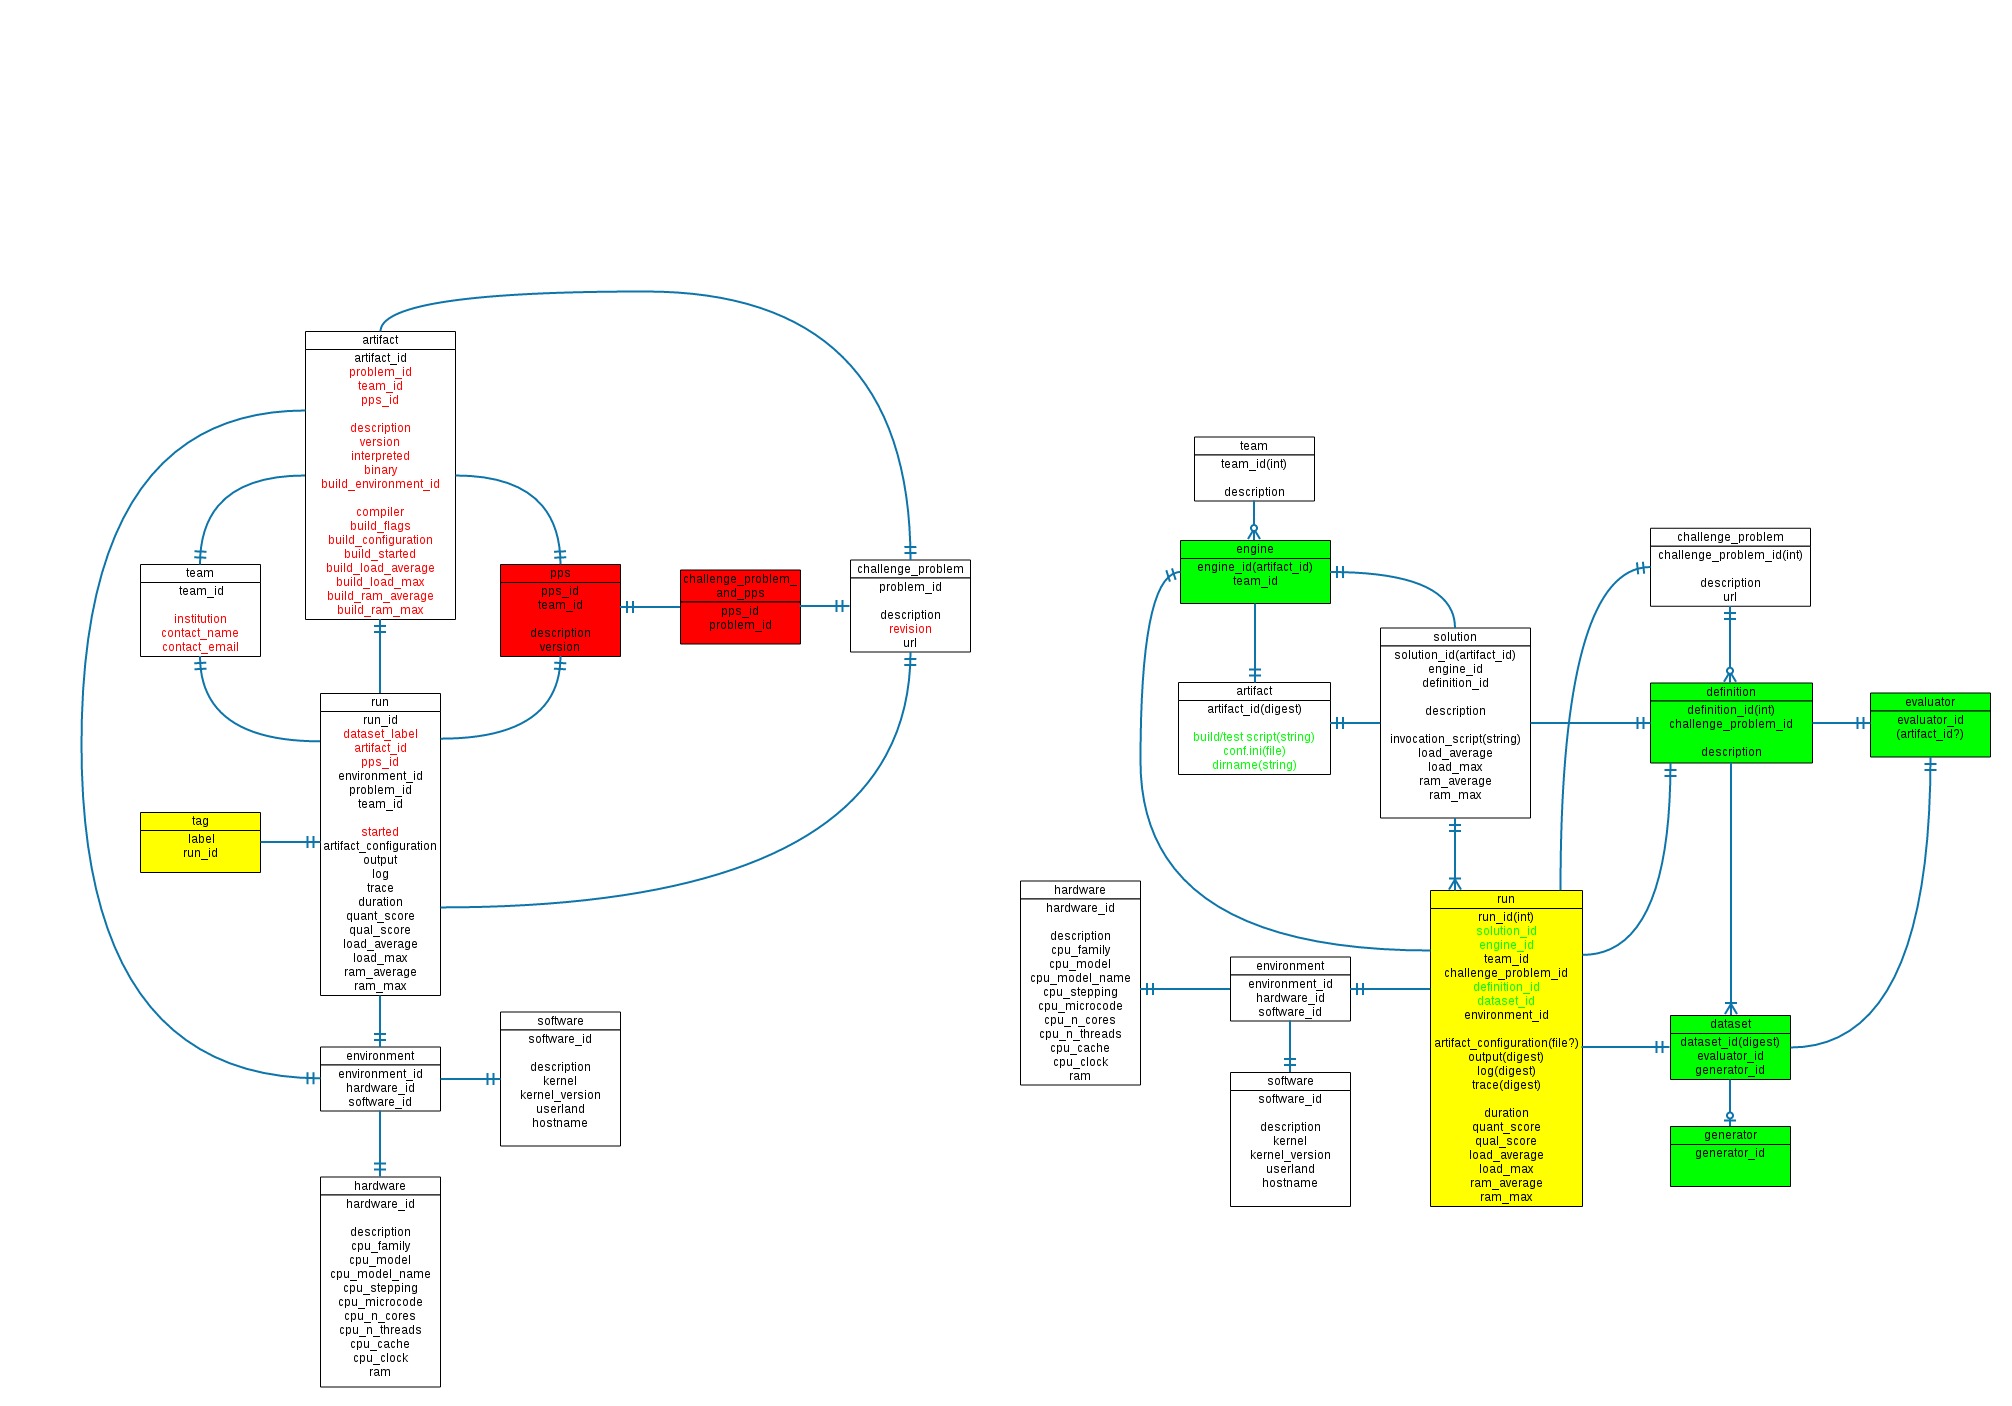 artifact
artifact_id
problem_id
team_id
pps_id
description
version
interpreted
binary
build_environment_id
compiler
build_flags
build_configuration
build_started
build_load_average
build_load_max
build_ram_average
build_ram_max
team
team_id
institution
contact_name
contact_email
pps
pps_id
team_id
description
version
challenge_problem_
and_pps
pps_id
problem_id
challenge_problem
problem_id
description
revision
url
run
run_id
dataset_label
artifact_id
pps_id
environment_id
problem_id
team_id
started
artifact_configuration
output
log
trace
duration
quant_score
qual_score
load_average
load_max
ram_average
ram_max
tag
label
run_id
environment
environment_id
hardware_id
software_id
software
software_id
description
kernel
kernel_version
userland
hostname
hardware
hardware_id
description
cpu_family
cpu_model
cpu_model_name
cpu_stepping
cpu_microcode
cpu_n_cores
cpu_n_threads
cpu_cache
cpu_clock
ram
team
team_id(int)
description
engine
engine_id(artifact_id)
team_id
artifact
artifact_id(digest)
build/test script(string)
conf.ini(file)
dirname(string)
solution
solution_id(artifact_id)
engine_id
definition_id
description
invocation_script(string)
load_average
load_max
ram_average
ram_max
challenge_problem
challenge_problem_id(int)
description
url
definition
definition_id(int)
challenge_problem_id
description
evaluator
evaluator_id
(artifact_id?)
hardware
hardware_id
description
cpu_family
cpu_model
cpu_model_name
cpu_stepping
cpu_microcode
cpu_n_cores
cpu_n_threads
cpu_cache
cpu_clock
ram
environment
environment_id
hardware_id
software_id
software
software_id
description
kernel
kernel_version
userland
hostname
run
run_id(int)
solution_id
engine_id
team_id
challenge_problem_id
definition_id
dataset_id
environment_id
artifact_configuration(file?)
output(digest)
log(digest)
trace(digest)
duration
quant_score
qual_score
load_average
load_max
ram_average
ram_max
dataset
dataset_id(digest)
evaluator_id
generator_id
generator
generator_id